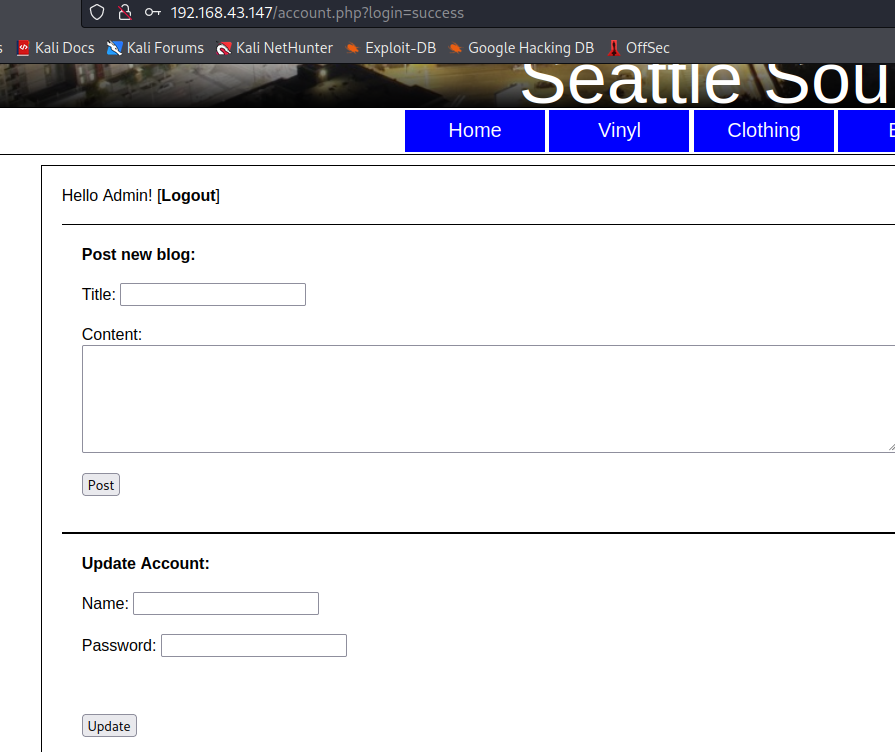 192.168.43.147/account.php?login=success
Kali Docs Kali Forums Kali NetHunter Exploit-DB Google Hacking DB OffSec
Seattle Sou
Home Vinyl Clothing
Hello Admin! [Logout]
Post new blog:
Title:
Content:
Post
Update Account:
Name:
Password:
Update